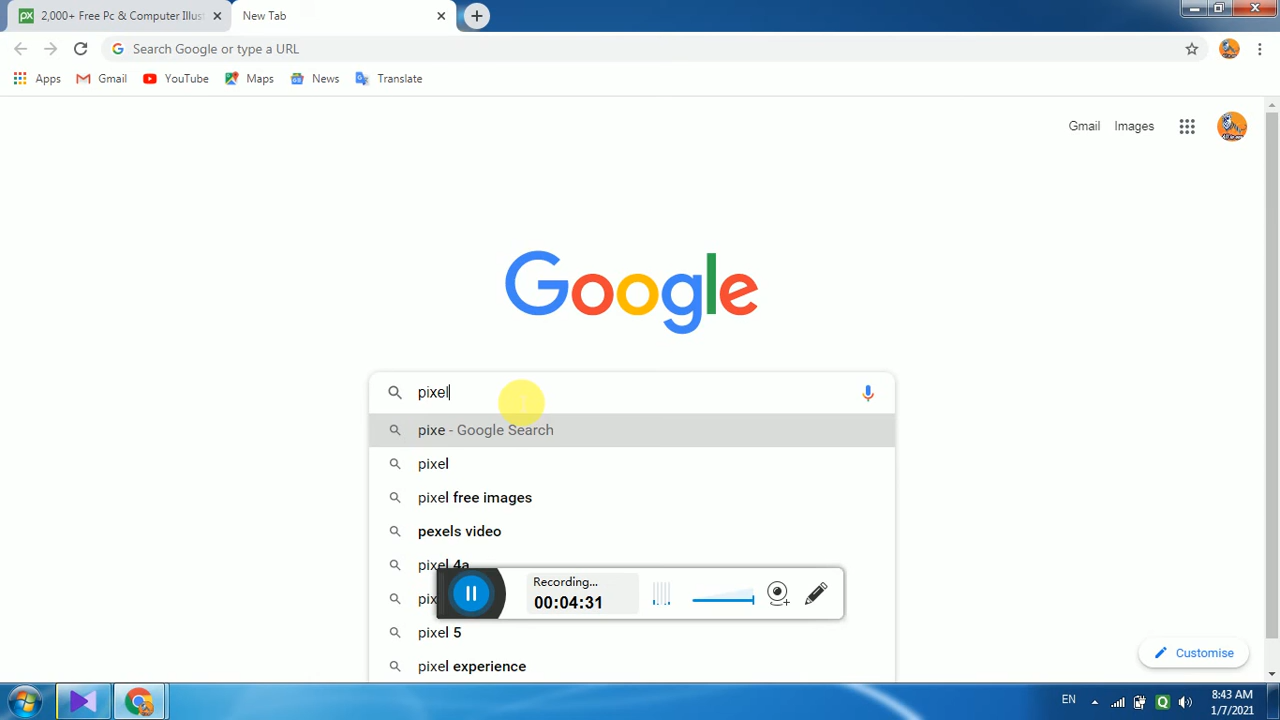 px 2,000+ Free Pc & Computer Illust
New Tab
Search Google or type a URL
Apps Gmail YouTube Maps News Translate
Gmail Images
Google
pixel
pixe - Google Search
pixel
pixel free images
pexels video
pixel 4a
Recording...
00:04:31
pixel 5
pixel experience
Customise
EN
8:43 AM
1/7/2021